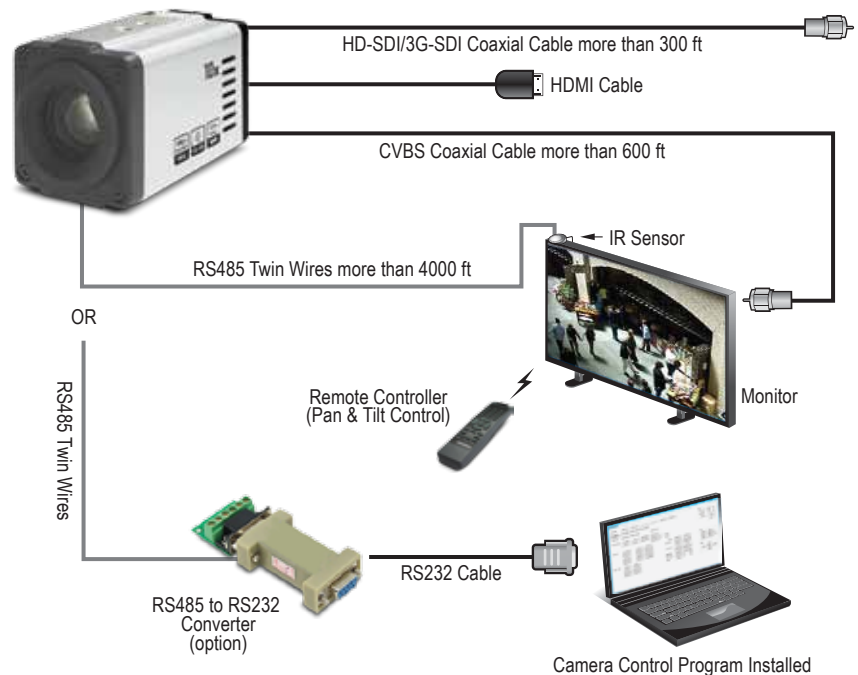 HD-SDI/3G-SDI Coaxial Cable more than 300 ft
HDMI Cable
CVBS Coaxial Cable more than 600 ft
IR Sensor
RS485 Twin Wires more than 4000 ft
OR
RS485 Twin Wires
Remote Controller
(Pan & Tilt Control)
Monitor
RS232 Cable
RS485 to RS232
Converter
(option)
Camera Control Program Installed